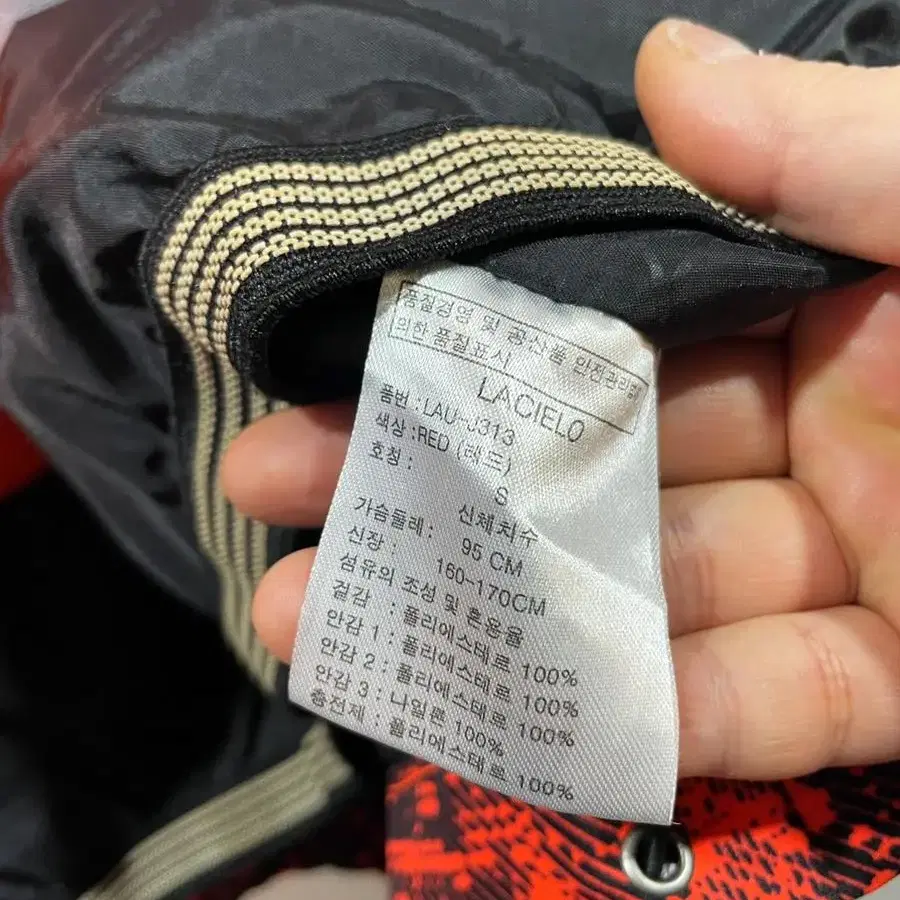 품질경영 및 공산품 안전관리법
의한 품질표시
LACIELO
품번 : LAU-J313
색상 : RED (레드)
호칭 : S
신체치수
가슴둘레 : 95 CM
신장 : 160-170CM
섬유의 조성 및 혼용율
겉감 : 폴리에스테르 100%
안감 1 : 폴리에스테르 100%
안감 2 : 폴리에스테르 100%
안감 3 : 나일론 100%
충전제 : 폴리에스테르 100%